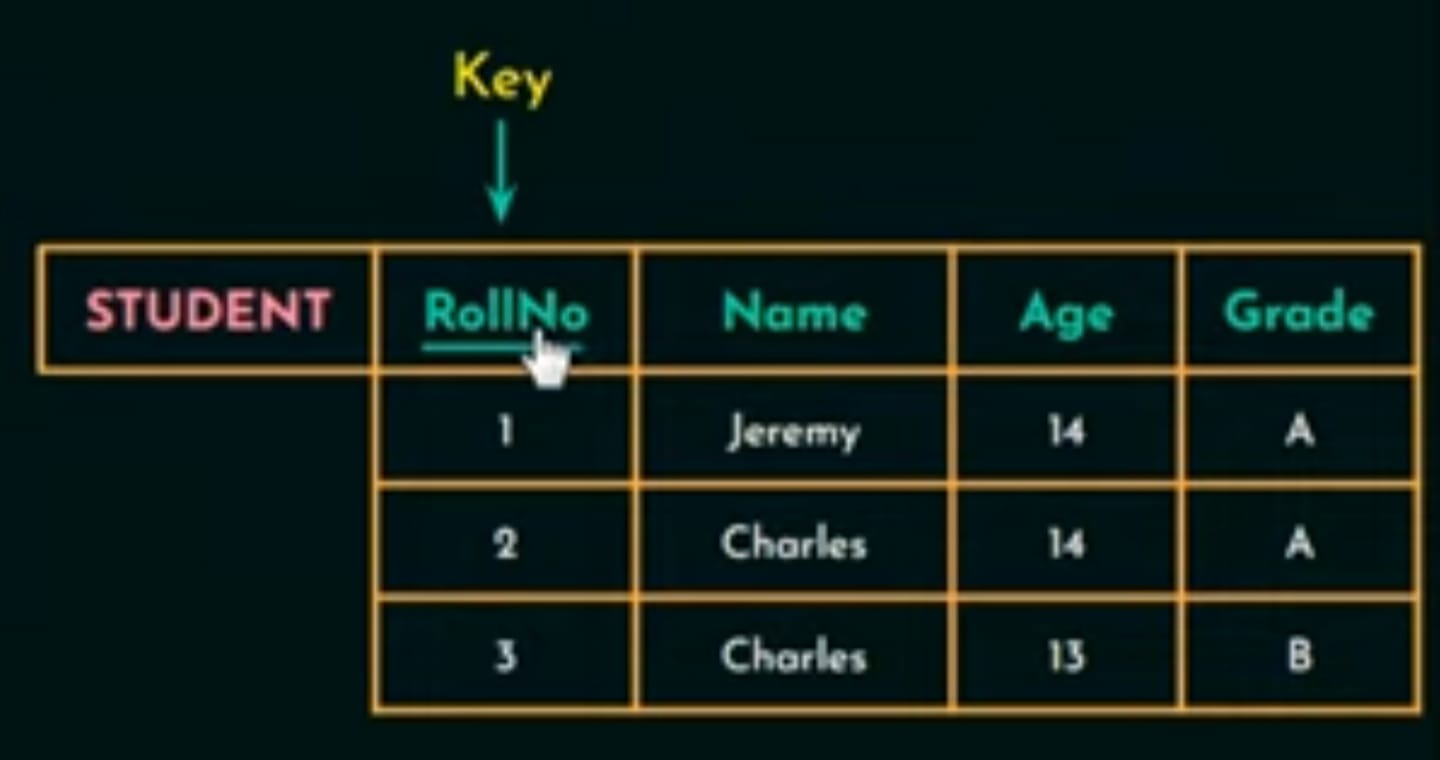 Key
STUDENT RollNo Name Age Grade
1 Jeremy 14 A
2 Charles 14 A
3 Charles 13 B